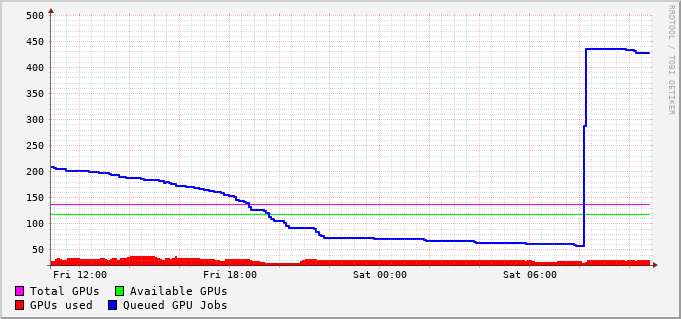 500
450
400
350
300
250
200
150
100
50
Fri 12:00 Fri 18:00 Sat 00:00 Sat 06:00
Total GPUs Available GPUs
GPUs used Queued GPU Jobs
RRDTOOL / TOBI OETIKER